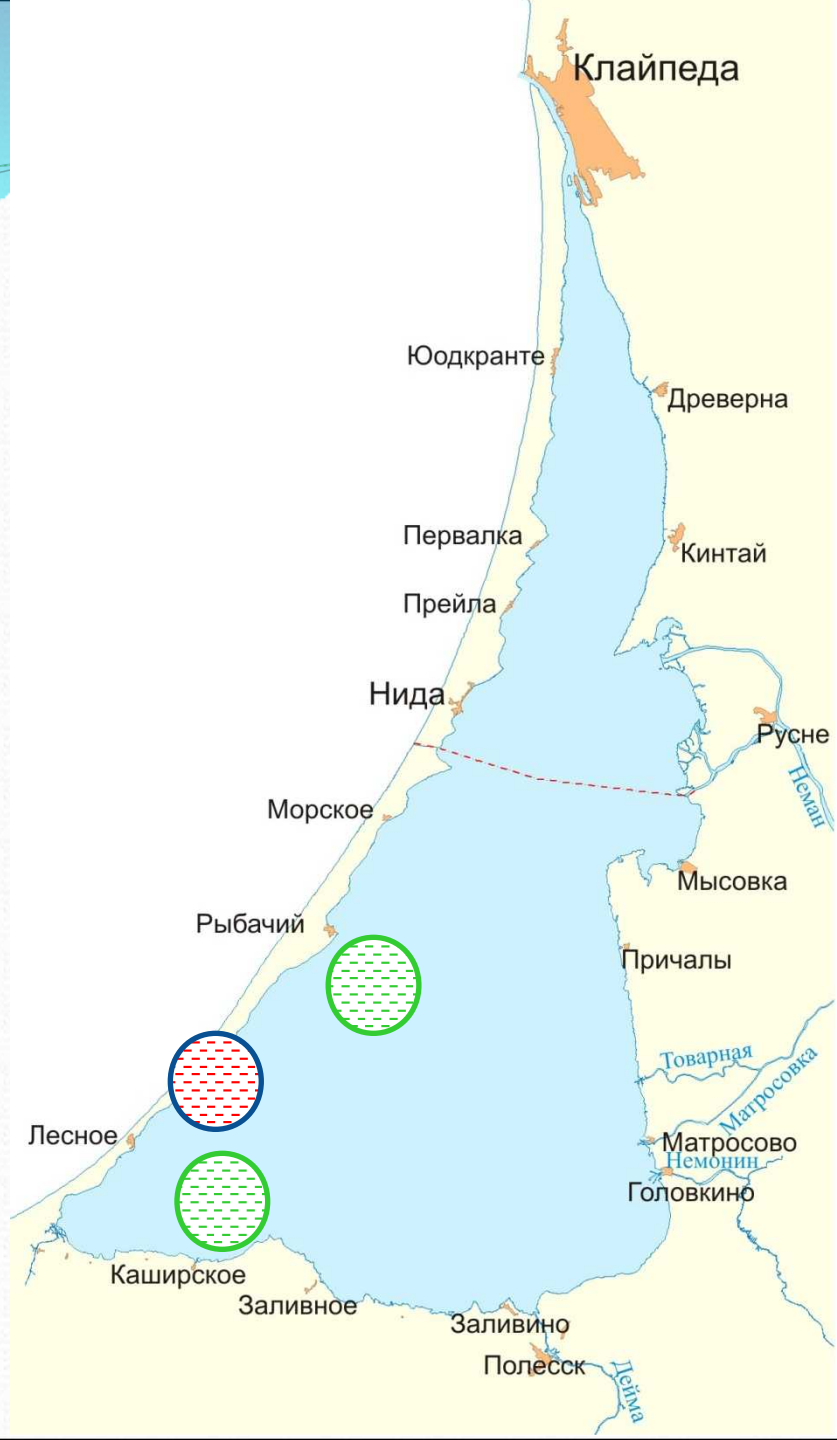 Клайпеда
Юодкранте
Древерна
Первалка
Кинтай
Прейла
Нида
Русне
Неман
Морское
Мысовка
Рыбачий
Причалы
Товарная
Матросовка
Лесное
Матросово
Немонин
Головкино
Каширское
Заливное
Заливино
Полесск
Дейма